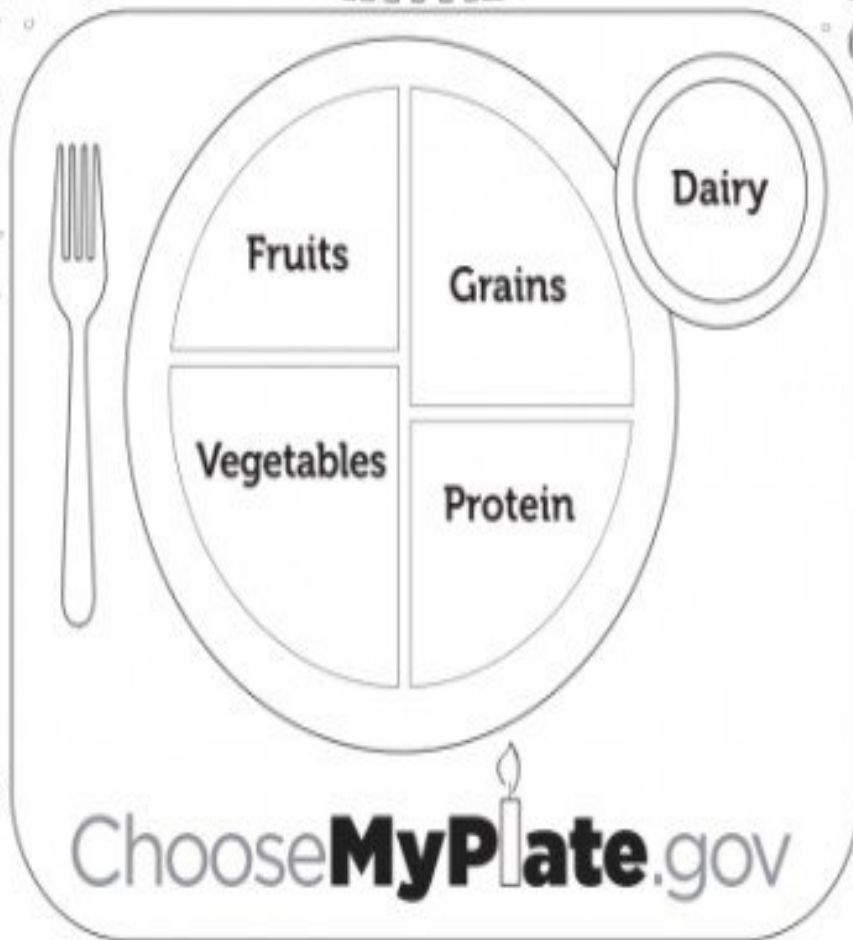 Dairy
Fruits
Grains
Vegetables
Protein
ChooseMyPlate.gov